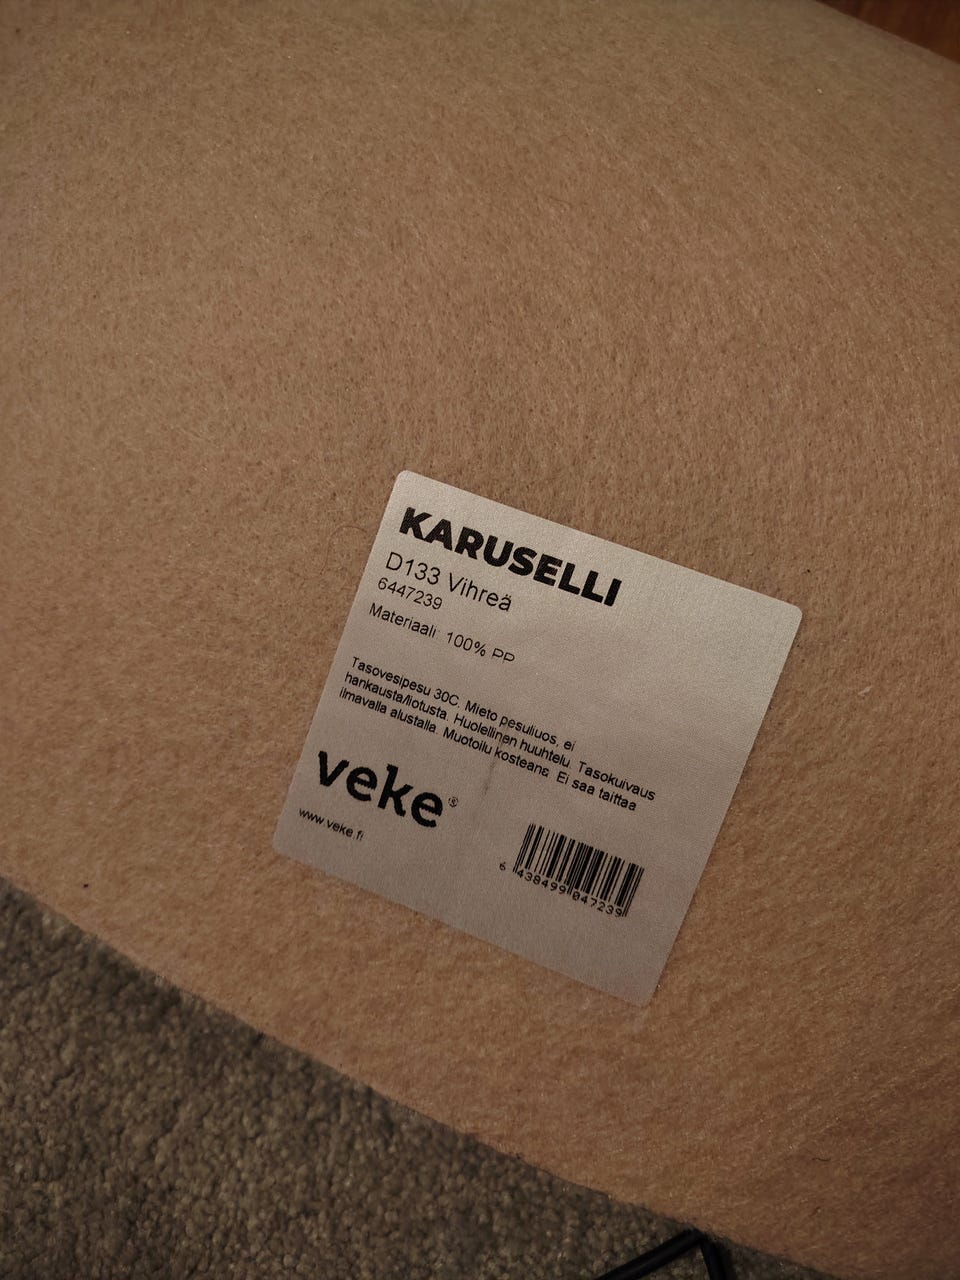 KARUSELLI
D133 Vihreä
6447239
Materiaali: 100% PP
Tasovesipesu 30C. Mieto pesuliuos, ei
hankausta/liotusta. Huolellinen huuhtelu. Tasokuivaus
ilmavalla alustalla. Muotoilu kosteana. Ei saa taittaa
veke®
www.veke.fi
6 438499 047239